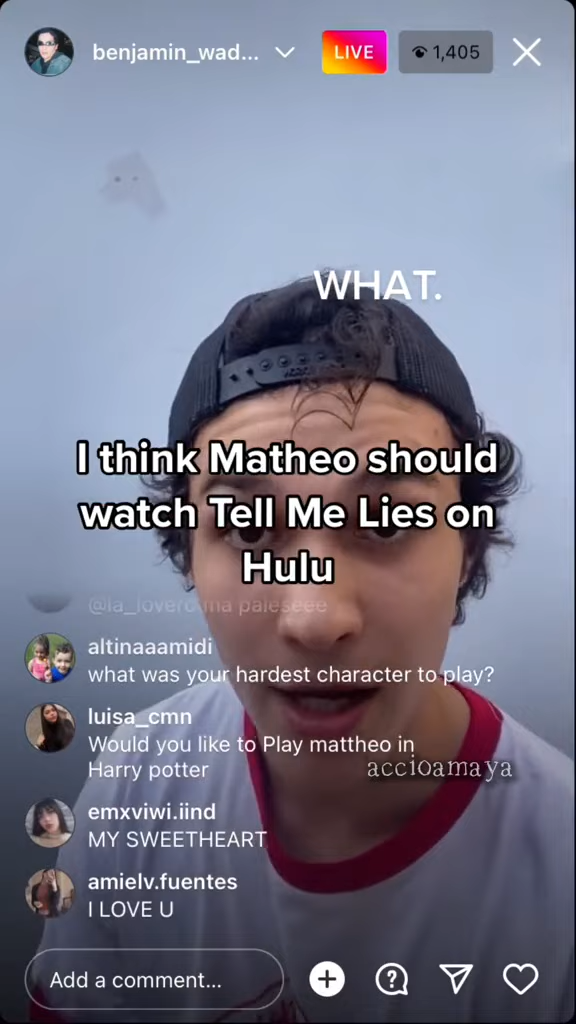 benjamin_wad...
LIVE
1,405
WHAT.
I think Matheo should
watch Tell Me Lies on
Hulu
paleseee
altinaaamidi
what was your hardest character to play?
luisa_cmn
Would you like to Play mattheo in
Harry potter
accioamaya
emxviwi.iind
MY SWEETHEART
amielv.fuentes
I LOVE U
Add a comment...